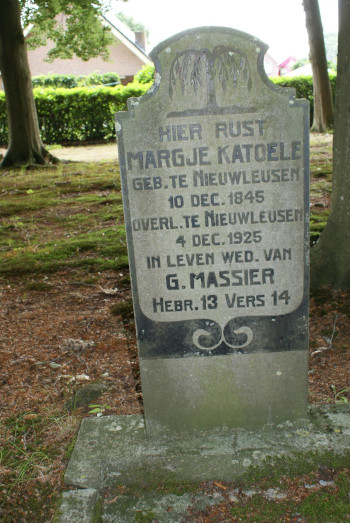 HIER RUST
MARGJE KATOELE
GEB. TE NIEUWLEUSEN
10 DEC. 1845
OVERL. TE NIEUWLEUSEN
4 DEC. 1925
IN LEVEN WED. VAN
G. MASSIER
HEBR. 13 VERS 14